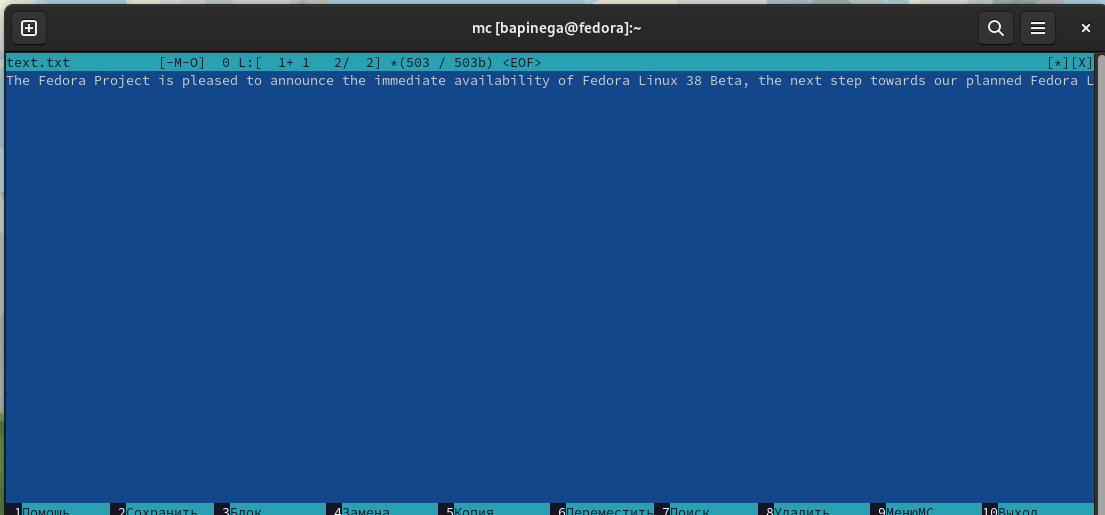 mc [bapinega@fedora]:~
text.txt [-M-O] 0 L:[ 1+ 1 2/ 2] *(503 / 503b) <EOF> [*][X]
The Fedora Project is pleased to announce the immediate availability of Fedora Linux 38 Beta, the next step towards our planned Fedora L
1Помощь 2Сохранить 3Блок 4Замена 5Копия 6Переместить 7Поиск 8Удалить 9МенюMC 10Выход